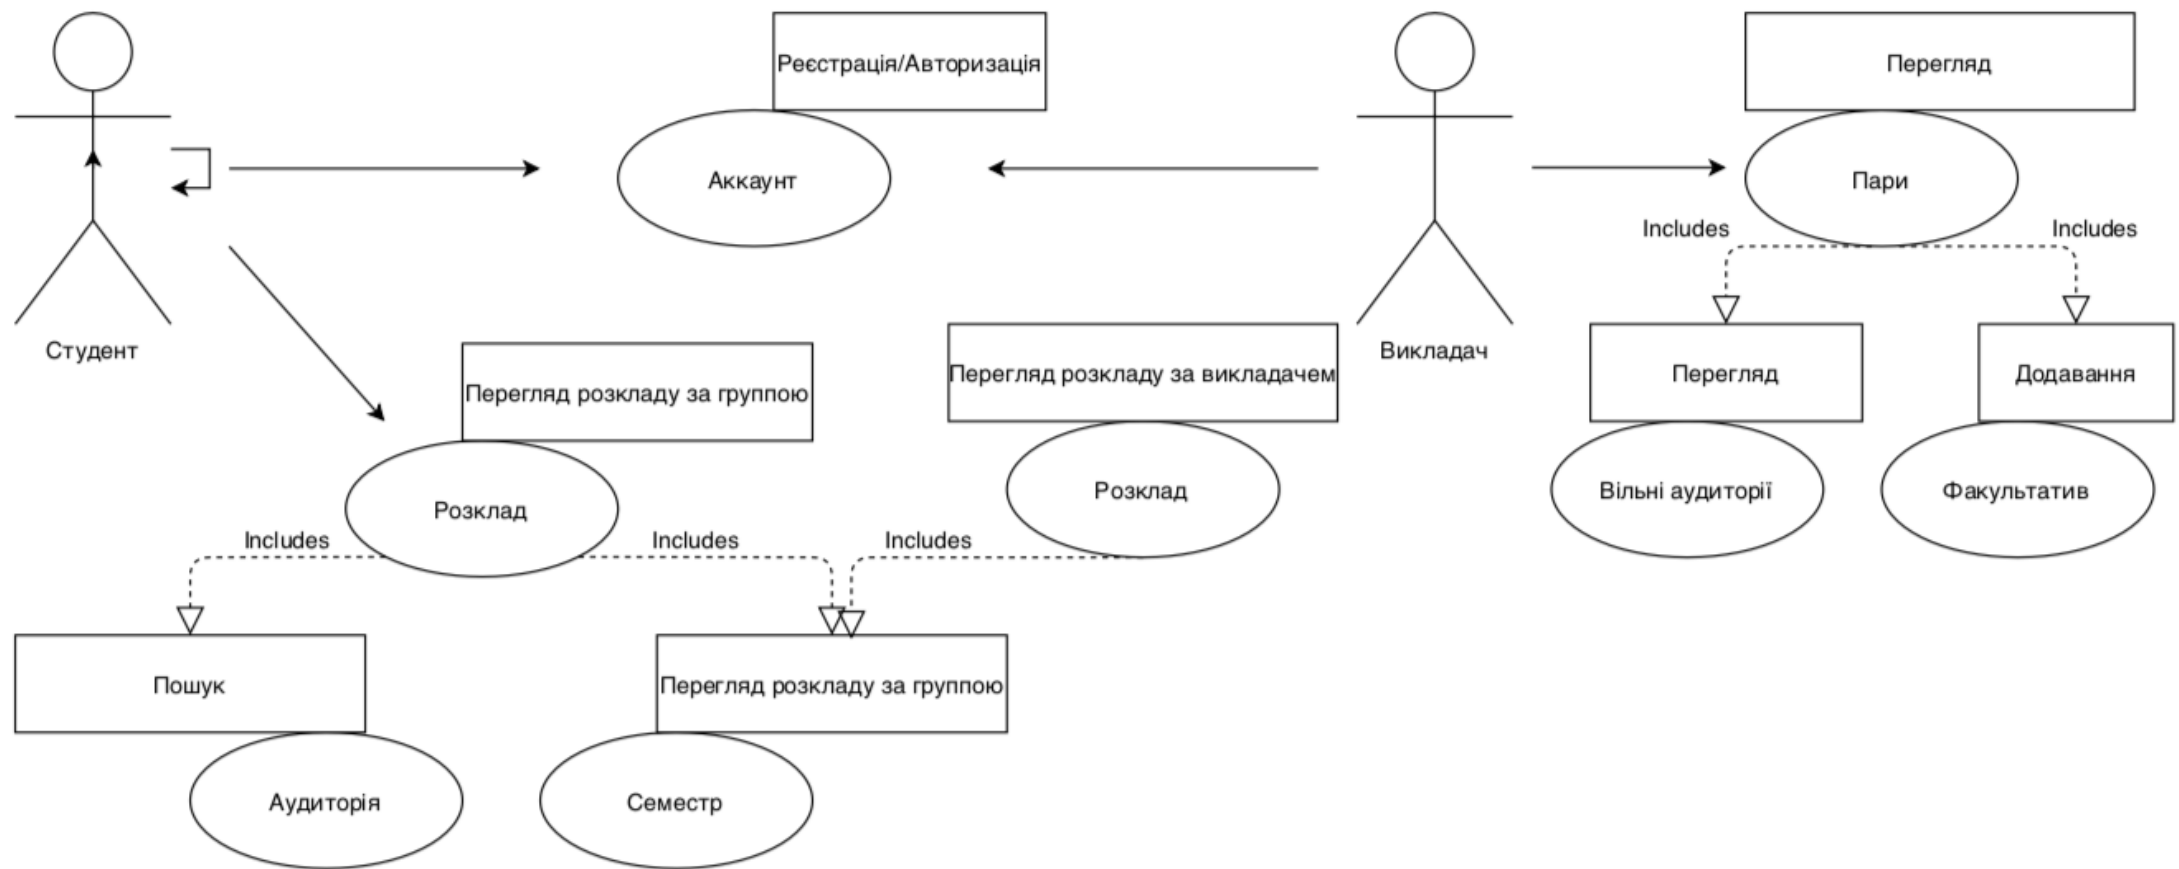 Реєстрація/Авторизація
Перегляд
Аккаунт
Пари
Includes
Includes
Студент
Викладач
Перегляд розкладу за группою
Перегляд розкладу за викладачем
Перегляд
Додавання
Розклад
Розклад
Вільні аудиторії
Факультатив
Includes
Includes
Includes
Пошук
Перегляд розкладу за группою
Аудиторія
Семестр